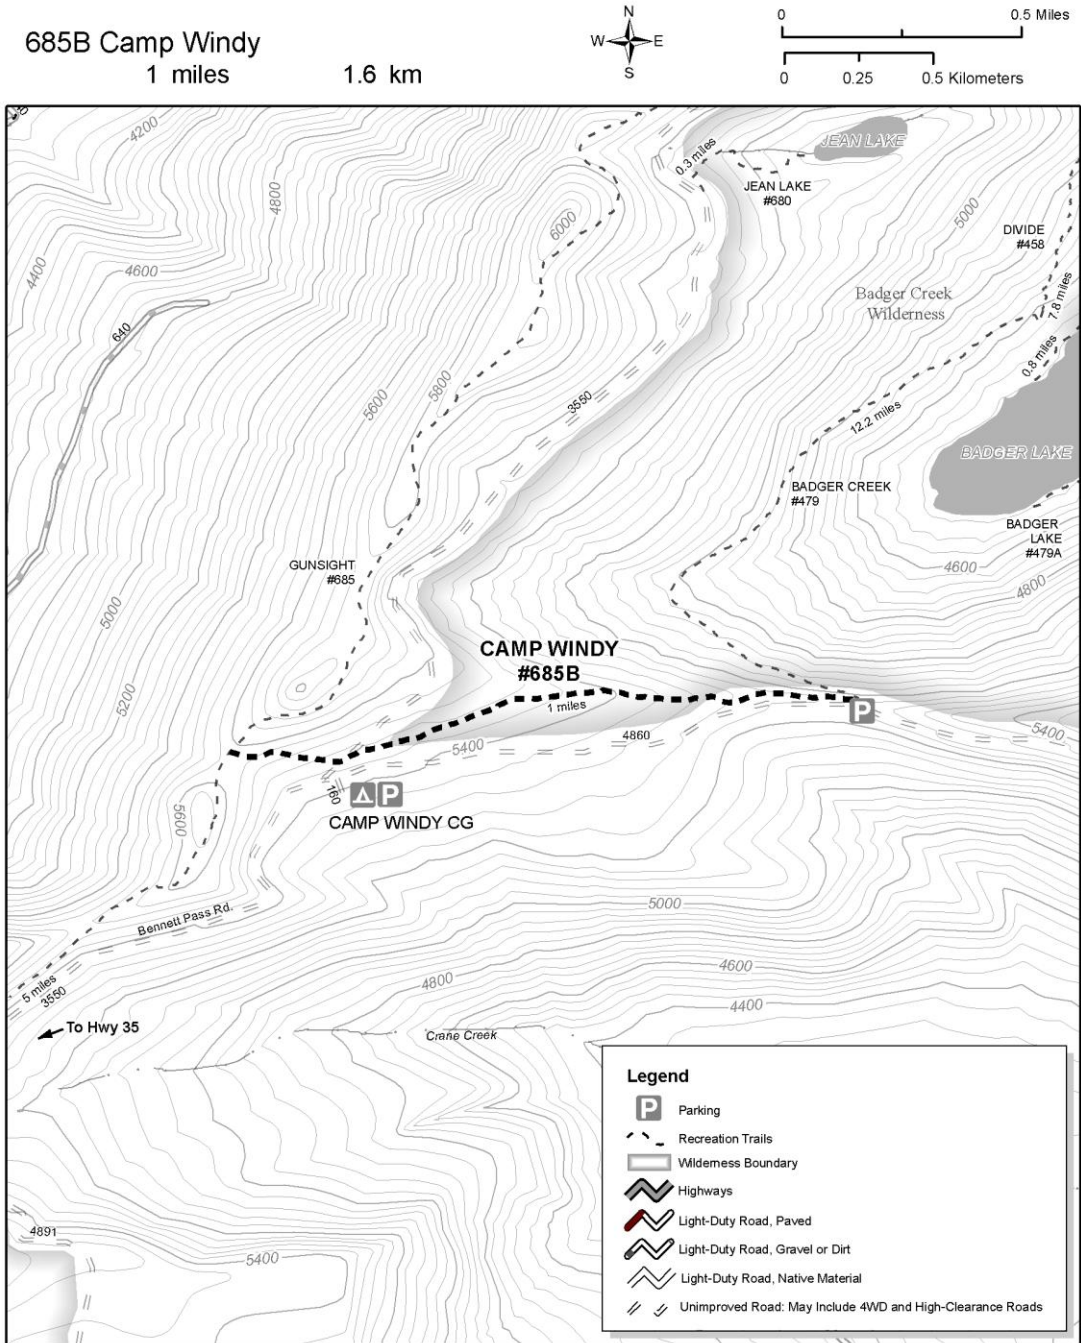 685B Camp Windy
1 miles 1.6 km
N
W E
S
0 0.5 Miles
0 0.25 0.5 Kilometers
4200
4800
4400
4600
640
6000
0.3 miles
JEAN LAKE
JEAN LAKE
#680
5000
DIVIDE
#458
Badger Creek
Wilderness
7.8 miles
0.8 miles
5800
5600
3550
12.2 miles
BADGER LAKE
BADGER CREEK
#479
BADGER
LAKE
#479A
4600
4800
GUNSIGHT
#685
5000
5200
CAMP WINDY
#685B
1 miles
5400
4860
5400
160
CAMP WINDY CG
5600
Bennett Pass Rd.
5 miles
3550
To Hwy 35
5000
4600
4800
4400
Crane Creek
4891
5400
Legend
P Parking
Recreation Trails
Wilderness Boundary
Highways
Light-Duty Road, Paved
Light-Duty Road, Gravel or Dirt
Light-Duty Road, Native Material
Unimproved Road: May Include 4WD and High-Clearance Roads
P
P